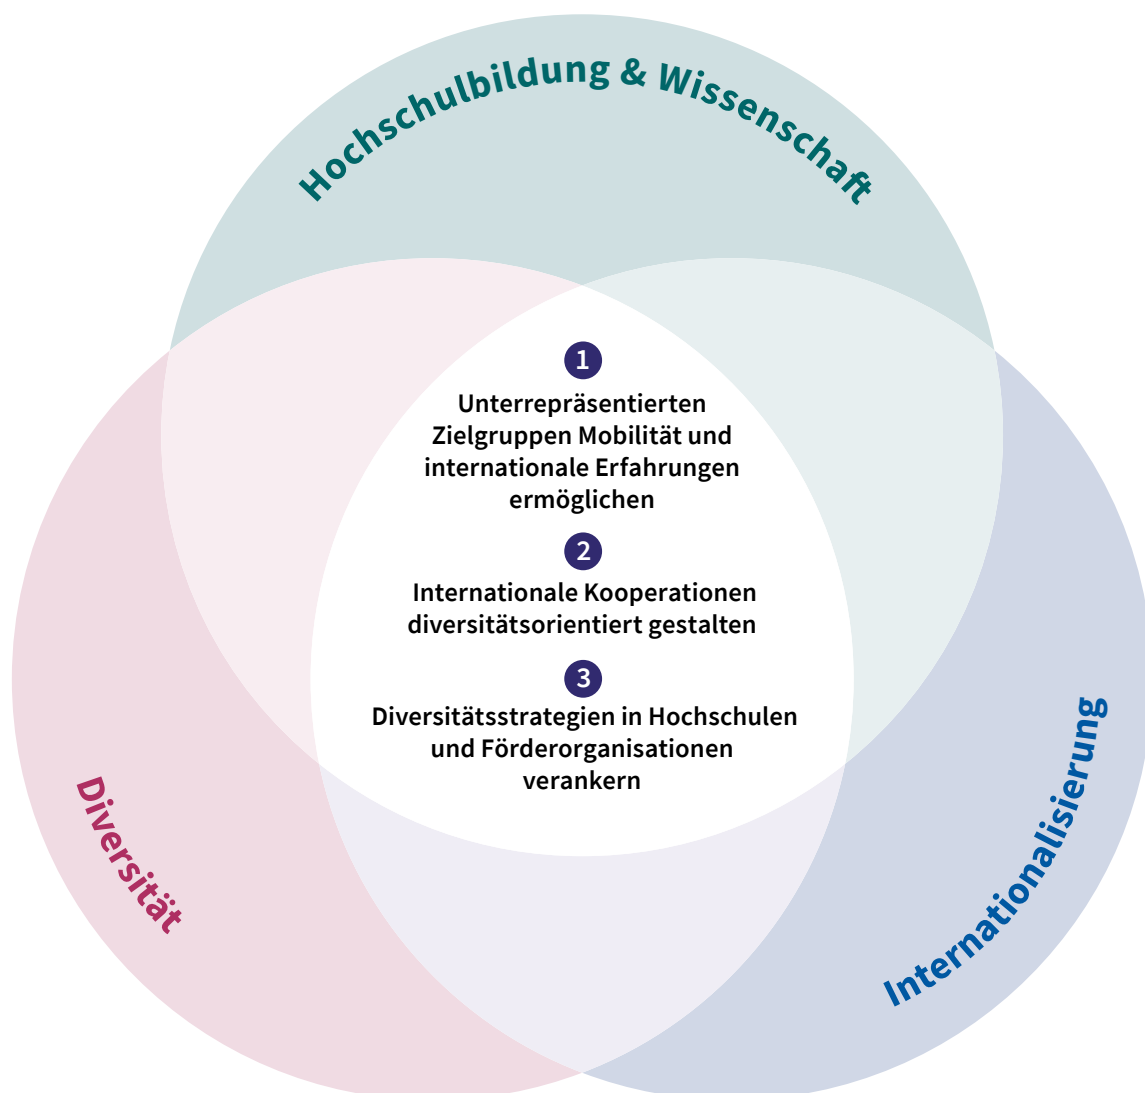 Hochschulbildung & Wissenschaft
1
Unterrepräsentierten
Zielgruppen Mobilität und
internationale Erfahrungen
ermöglichen
2
Internationale Kooperationen
diversitätsorientiert gestalten
3
Diversitätsstrategien in Hochschulen
und Förderorganisationen
verankern
Diversität
Internationalisierung